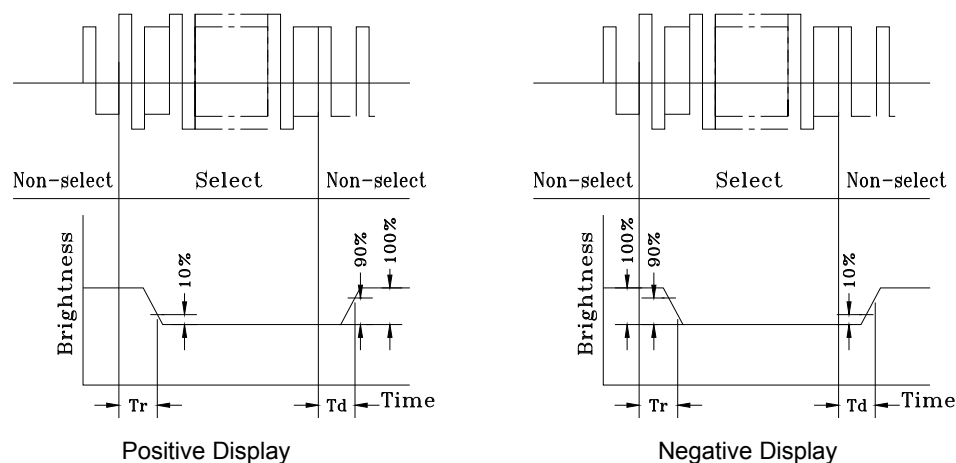 Non-select Select Non-select
Brightness
10%
90%
100%
Tr
Td
Time
Positive Display
Non-select Select Non-select
Brightness
100%
90%
10%
Tr
Td
Time
Negative Display